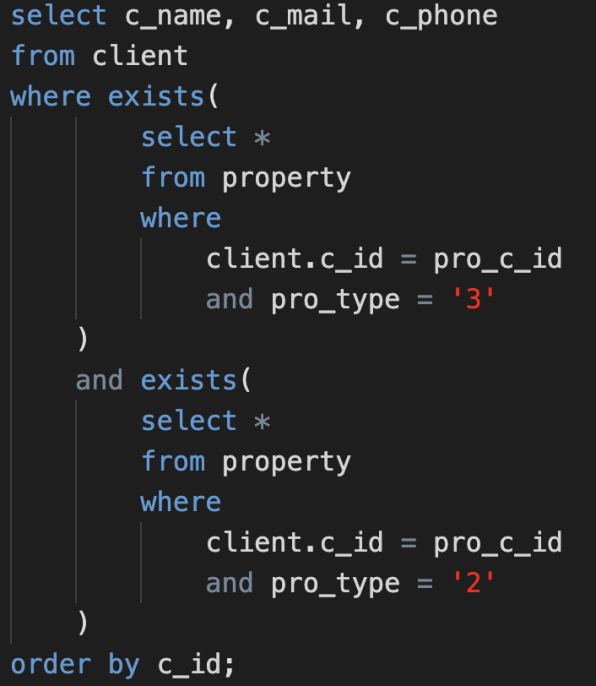 select c_name, c_mail, c_phone
from client
where exists(
select *
from property
where
client.c_id = pro_c_id
and pro_type = '3'
)
and exists(
select *
from property
where
client.c_id = pro_c_id
and pro_type = '2'
)
order by c_id;